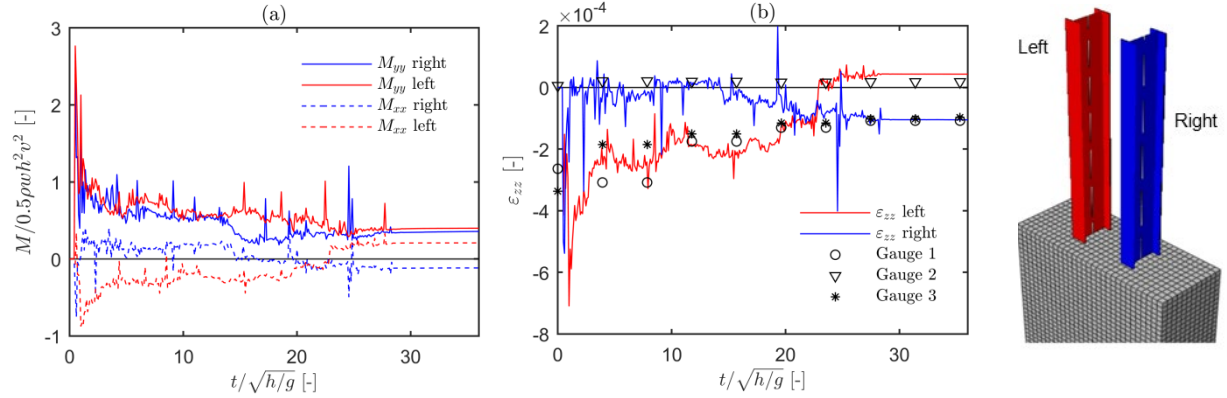 (a)
3
2
1
0
-1
M/0.5ρwh²v² [-]
M_yy right
M_yy left
M_xx right
M_xx left
0
10
20
30
t/√h/g [-]
(b)
×10⁻⁴
2
0
-2
-4
-6
-8
ε_zz [-]
ε_zz left
ε_zz right
Gauge 1
Gauge 2
Gauge 3
0
10
20
30
t/√h/g [-]
Left
Right